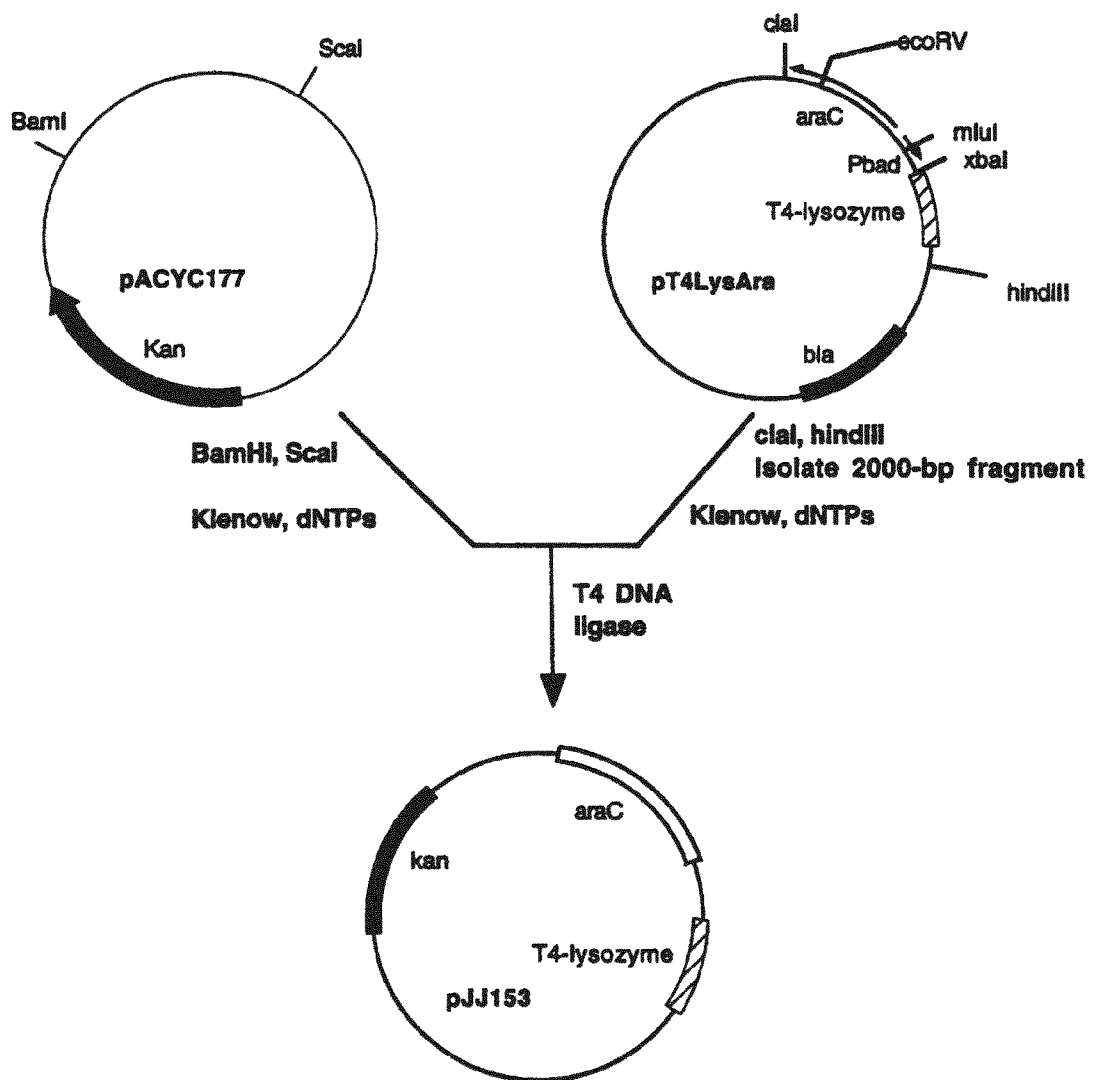 ScaI
BamI
pACYC177
Kan
claI
ecoRV
araC
mluI
Pbad
xbaI
T4-lysozyme
pT4LysAra
hindIII
bla
BamHI, ScaI
Klenow, dNTPs
claI, hindIII
Isolate 2000-bp fragment
Klenow, dNTPs
T4 DNA
ligase
araC
kan
T4-lysozyme
pJJ153